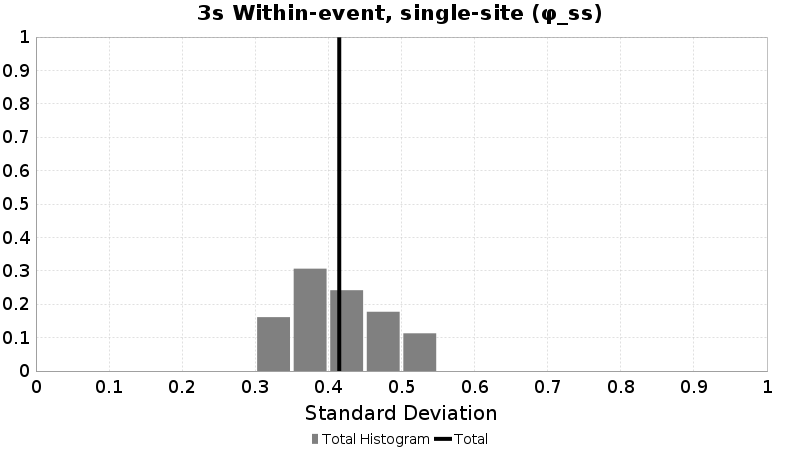 3s Within-event, single-site (φ_ss)
1
0.9
0.8
0.7
0.6
0.5
0.4
0.3
0.2
0.1
0
0 0.1 0.2 0.3 0.4 0.5 0.6 0.7 0.8 0.9 1
Standard Deviation
Total Histogram Total